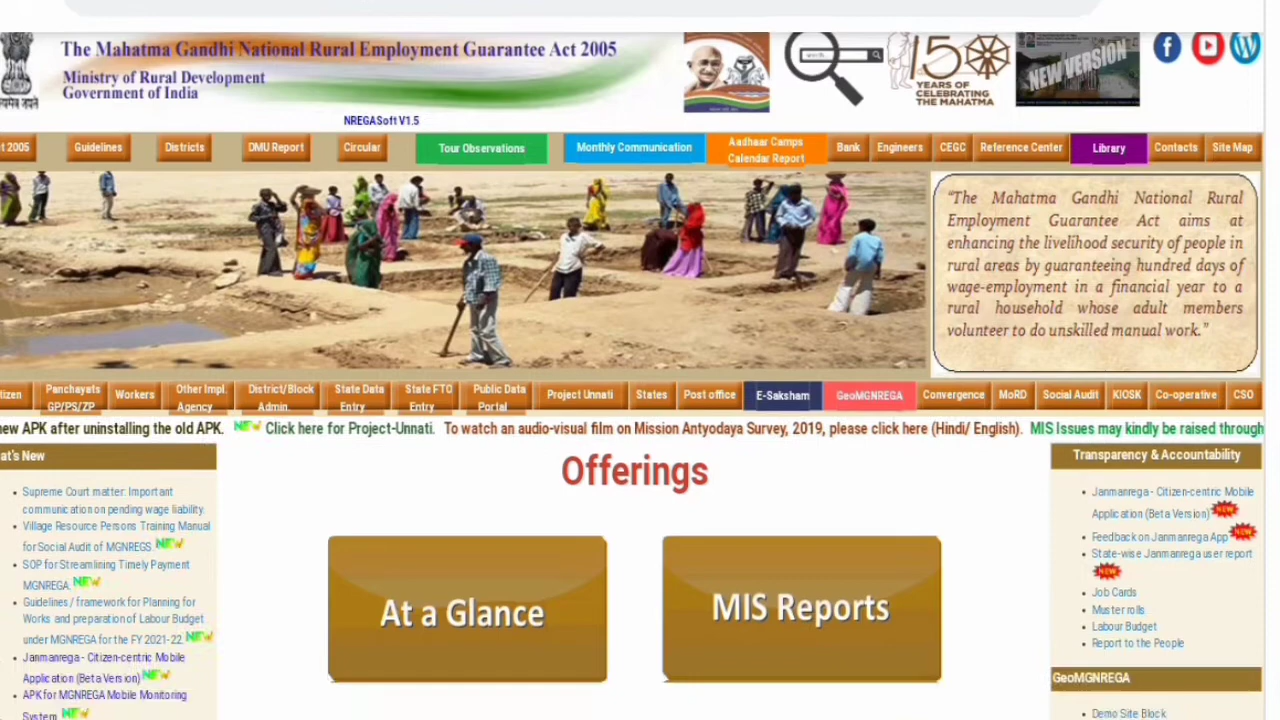 The Mahatma Gandhi National Rural Employment Guarantee Act 2005
Ministry of Rural Development
Government of India
NREGASoft V1.5
search
150
YEARS OF
CELEBRATING
THE MAHATMA
NEW VERSION
t 2005
Guidelines
Districts
DMU Report
Circular
Tour Observations
Monthly Communication
Aadhaar Camps
Calendar Report
Bank
Engineers
CEGC
Reference Center
Library
Contacts
Site Map
“The Mahatma Gandhi National Rural
Employment Guarantee Act aims at
enhancing the livelihood security of people in
rural areas by guaranteeing hundred days of
wage-employment in a financial year to a
rural household whose adult members
volunteer to do unskilled manual work.”
tizen
Panchayats
GP/PS/ZP
Workers
Other Impl.
Agency
District/Block
Admin.
State Data
Entry
State FTO
Entry
Public Data
Portal
Project Unnati
States
Post office
E-Saksham
GeoMGNREGA
Convergence
MoRD
Social Audit
KIOSK
Co-operative
CSO
new APK after uninstalling the old APK. NEW Click here for Project-Unnati. To watch an audio-visual film on Mission Antyodaya Survey, 2019, please click here (Hindi/ English). MIS Issues may kindly be raised through
at's New
Supreme Court matter: Important
communication on pending wage liability.
Village Resource Persons Training Manual
for Social Audit of MGNREGS. NEW
SOP for Streamlining Timely Payment
MGNREGA. NEW
Guidelines / framework for Planning for
Works and preparation of Labour Budget
under MGNREGA for the FY 2021-22. NEW
Janmanrega - Citizen-centric Mobile
Application (Beta Version) NEW
APK for MGNREGA Mobile Monitoring
System. NEW
Offerings
At a Glance
MIS Reports
Transparency & Accountability
Janmanrega - Citizen-centric Mobile
Application (Beta Version) NEW
Feedback on Janmanrega App NEW
State-wise Janmanrega user report
NEW
Job Cards
Muster rolls
Labour Budget
Report to the People
GeoMGNREGA
Demo Site Block